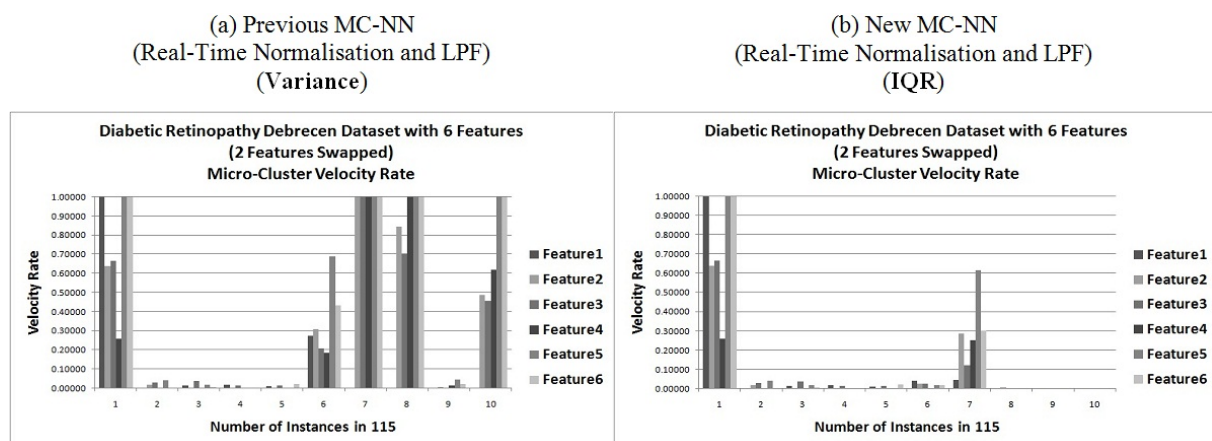 (a) Previous MC-NN
(Real-Time Normalisation and LPF)
(Variance)
Diabetic Retinopathy Debrecen Dataset with 6 Features
(2 Features Swapped)
Micro-Cluster Velocity Rate
Velocity Rate
1.00000
0.90000
0.80000
0.70000
0.60000
0.50000
0.40000
0.30000
0.20000
0.10000
0.00000
1 2 3 4 5 6 7 8 9 10
Number of Instances in 115
Feature1
Feature2
Feature3
Feature4
Feature5
Feature6
(b) New MC-NN
(Real-Time Normalisation and LPF)
(IQR)
Diabetic Retinopathy Debrecen Dataset with 6 Features
(2 Features Swapped)
Micro-Cluster Velocity Rate
Velocity Rate
1.00000
0.90000
0.80000
0.70000
0.60000
0.50000
0.40000
0.30000
0.20000
0.10000
0.00000
1 2 3 4 5 6 7 8 9 10
Number of Instances in 115
Feature1
Feature2
Feature3
Feature4
Feature5
Feature6